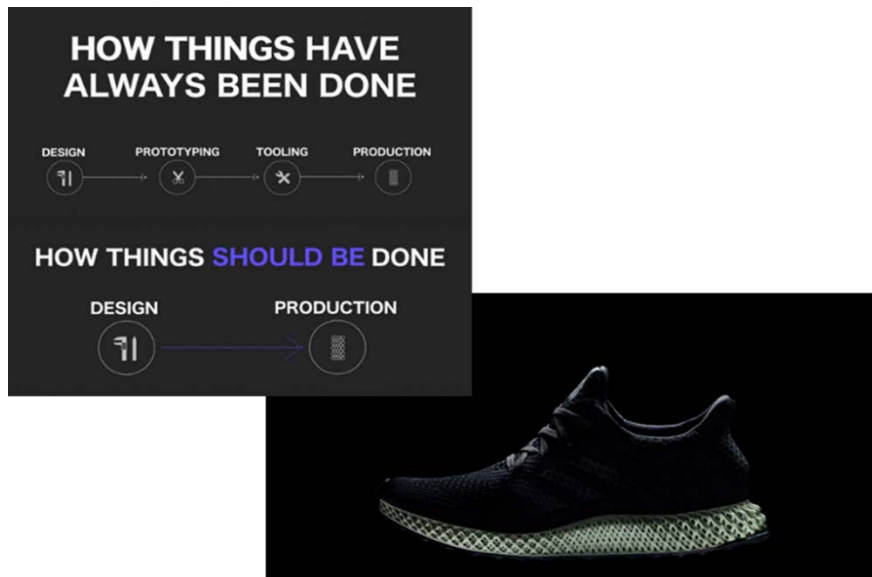 HOW THINGS HAVE
ALWAYS BEEN DONE
DESIGN PROTOTYPING TOOLING PRODUCTION
HOW THINGS SHOULD BE DONE
DESIGN PRODUCTION